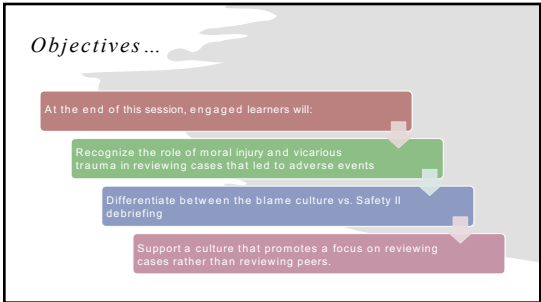 Objectives…
At the end of this session, engaged learners will:
Recognize the role of moral injury and vicarious
trauma in reviewing cases that led to adverse events
Differentiate between the blame culture vs. Safety II
debriefing
Support a culture that promotes a focus on reviewing
cases rather than reviewing peers.